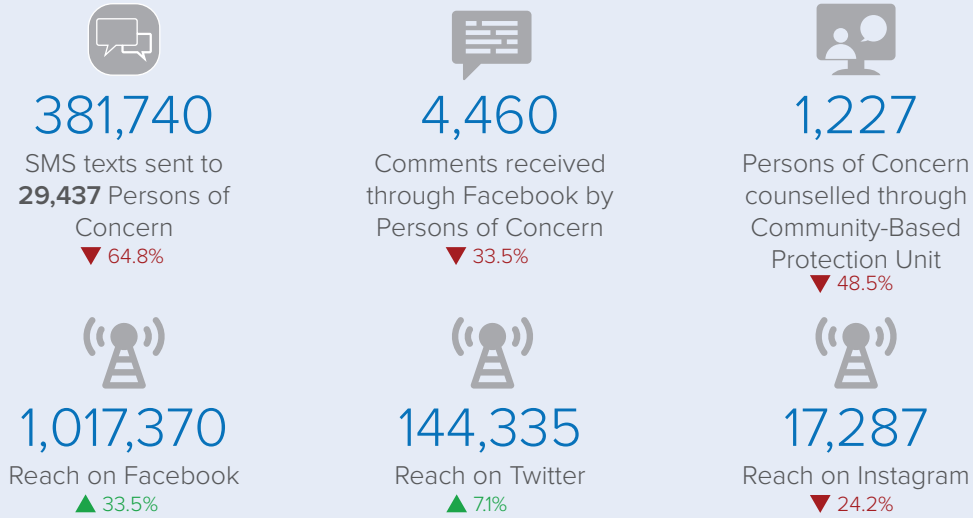 381,740
SMS texts sent to
29,437 Persons of
Concern
▼ 64.8%
4,460
Comments received
through Facebook by
Persons of Concern
▼ 33.5%
1,227
Persons of Concern
counselled through
Community-Based
Protection Unit
▼ 48.5%
1,017,370
Reach on Facebook
▲ 33.5%
144,335
Reach on Twitter
▲ 7.1%
17,287
Reach on Instagram
▼ 24.2%